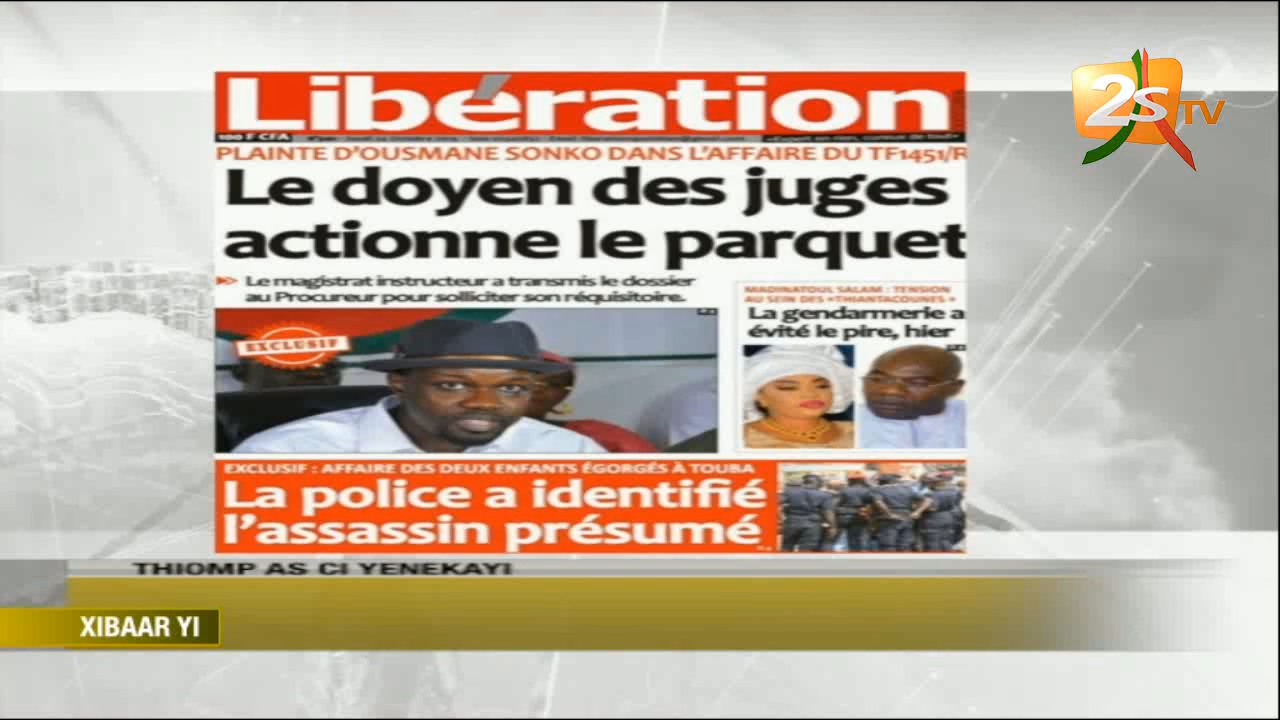 Libération
100 F CFA
PLAINTE D'OUSMANE SONKO DANS L'AFFAIRE DU TF1451/R
Le doyen des juges
actionne le parquet
Le magistrat instructeur a transmis le dossier
au Procureur pour solliciter son réquisitoire.
EXCLUSIF
MADINATOUL SALAM : TENSION
AU SEIN DES «THIANTACOUNES »
La gendarmerie a
évité le pire, hier
EXCLUSIF : AFFAIRE DES DEUX ENFANTS ÉGORGÉS À TOUBA
La police a identifié
l'assassin présumé
2s TV
THIOMP AS CI YENEKAYI
XIBAAR YI